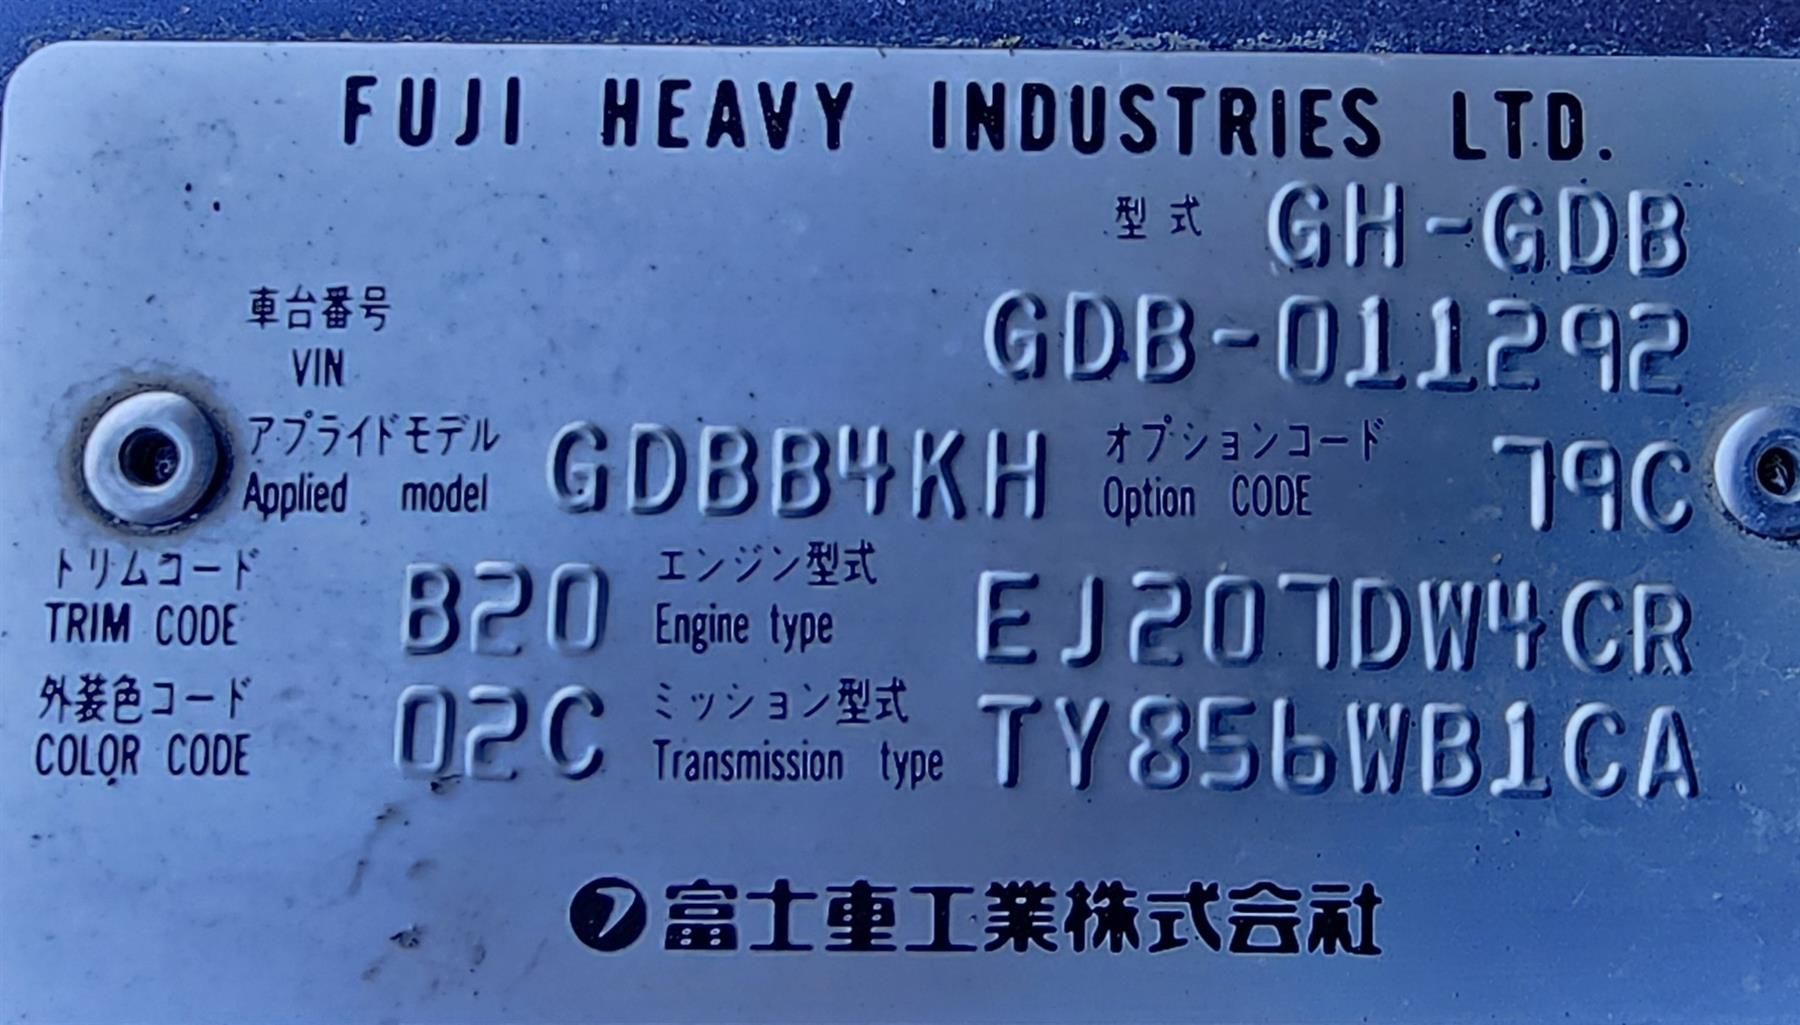 FUJI HEAVY INDUSTRIES LTD.
型式 GH-GDB
車台番号
VIN GDB-011292
アプライドモデル
Applied model GDBB4KH オプションコード
Option CODE 79C
トリムコード
TRIM CODE B20 エンジン型式
Engine type EJ207DW4CR
外装色コード
COLOR CODE 02C ミッション型式
Transmission type TY856WB1CA
富士重工業株式会社